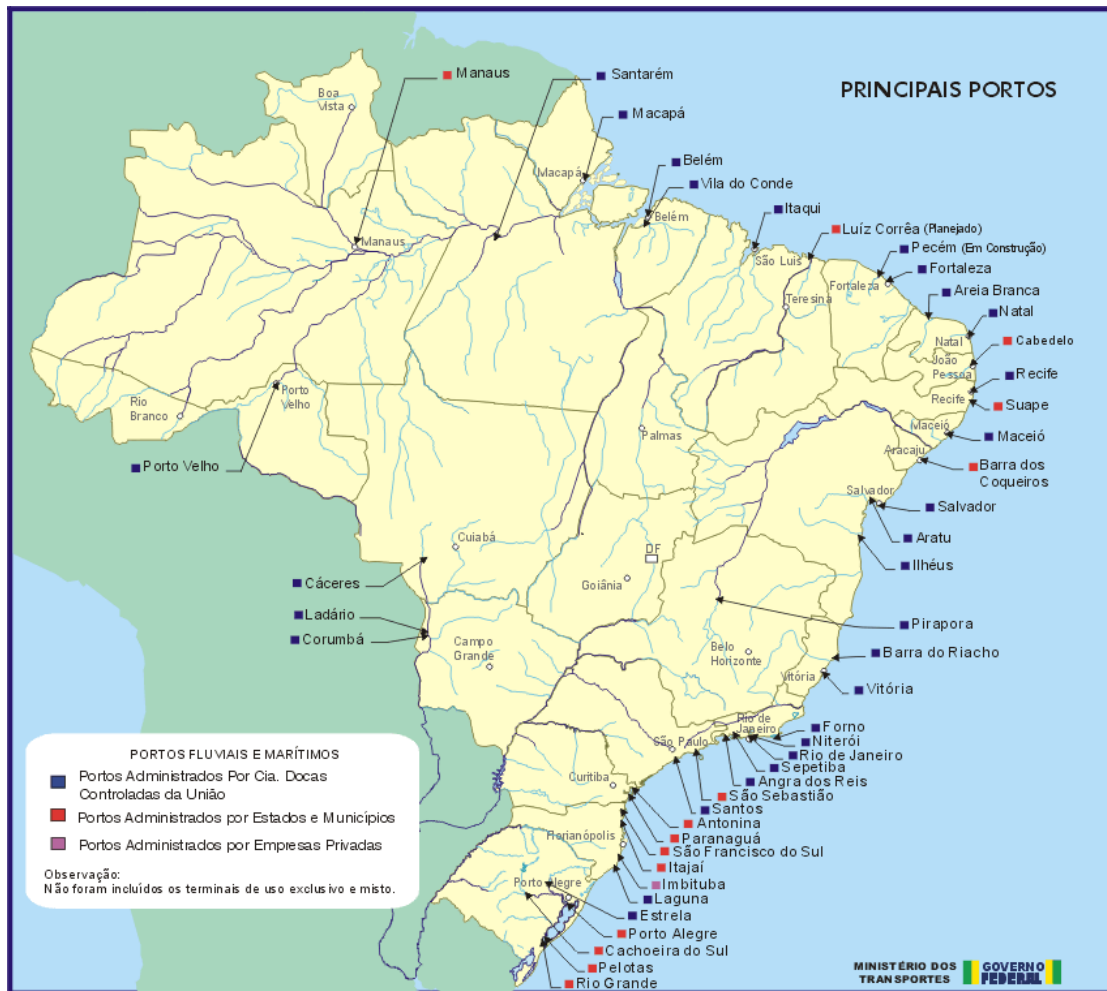 PRINCIPAIS PORTOS
Manaus
Santarém
Macapá
Belém
Vila do Conde
Itaqui
Luíz Corrêa (Planejado)
Pecém (Em Construção)
Fortaleza
Areia Branca
Natal
Cabedelo
Recife
Suape
Maceió
Barra dos
Coqueiros
Salvador
Aratu
Ilhéus
Pirapora
Barra do Riacho
Vitória
Forno
Niterói
Rio de Janeiro
Sepetiba
Angra dos Reis
São Sebastião
Santos
Antonina
Paranaguá
São Francisco do Sul
Itajaí
Imbituba
Laguna
Estrela
Porto Alegre
Cachoeira do Sul
Pelotas
Rio Grande
Porto Velho
Cáceres
Ladário
Corumbá
Boa
Vista
Macapá
Manaus
Belém
São Luis
Teresina
Fortaleza
Natal
João
Pessoa
Recife
Maceió
Aracaju
Salvador
Porto
Velho
Rio
Branco
Palmas
Cuiabá
DF
Goiânia
Campo
Grande
Belo
Horizonte
Vitória
Rio de
Janeiro
São Paulo
Curitiba
Florianópolis
Porto Alegre
PORTOS FLUVIAIS E MARÍTIMOS
Portos Administrados Por Cia. Docas
Controladas da União
Portos Administrados por Estados e Municípios
Portos Administrados por Empresas Privadas
Observação:
Não foram incluídos os terminais de uso exclusivo e misto.
MINISTÉRIO DOS
TRANSPORTES
GOVERNO
FEDERAL